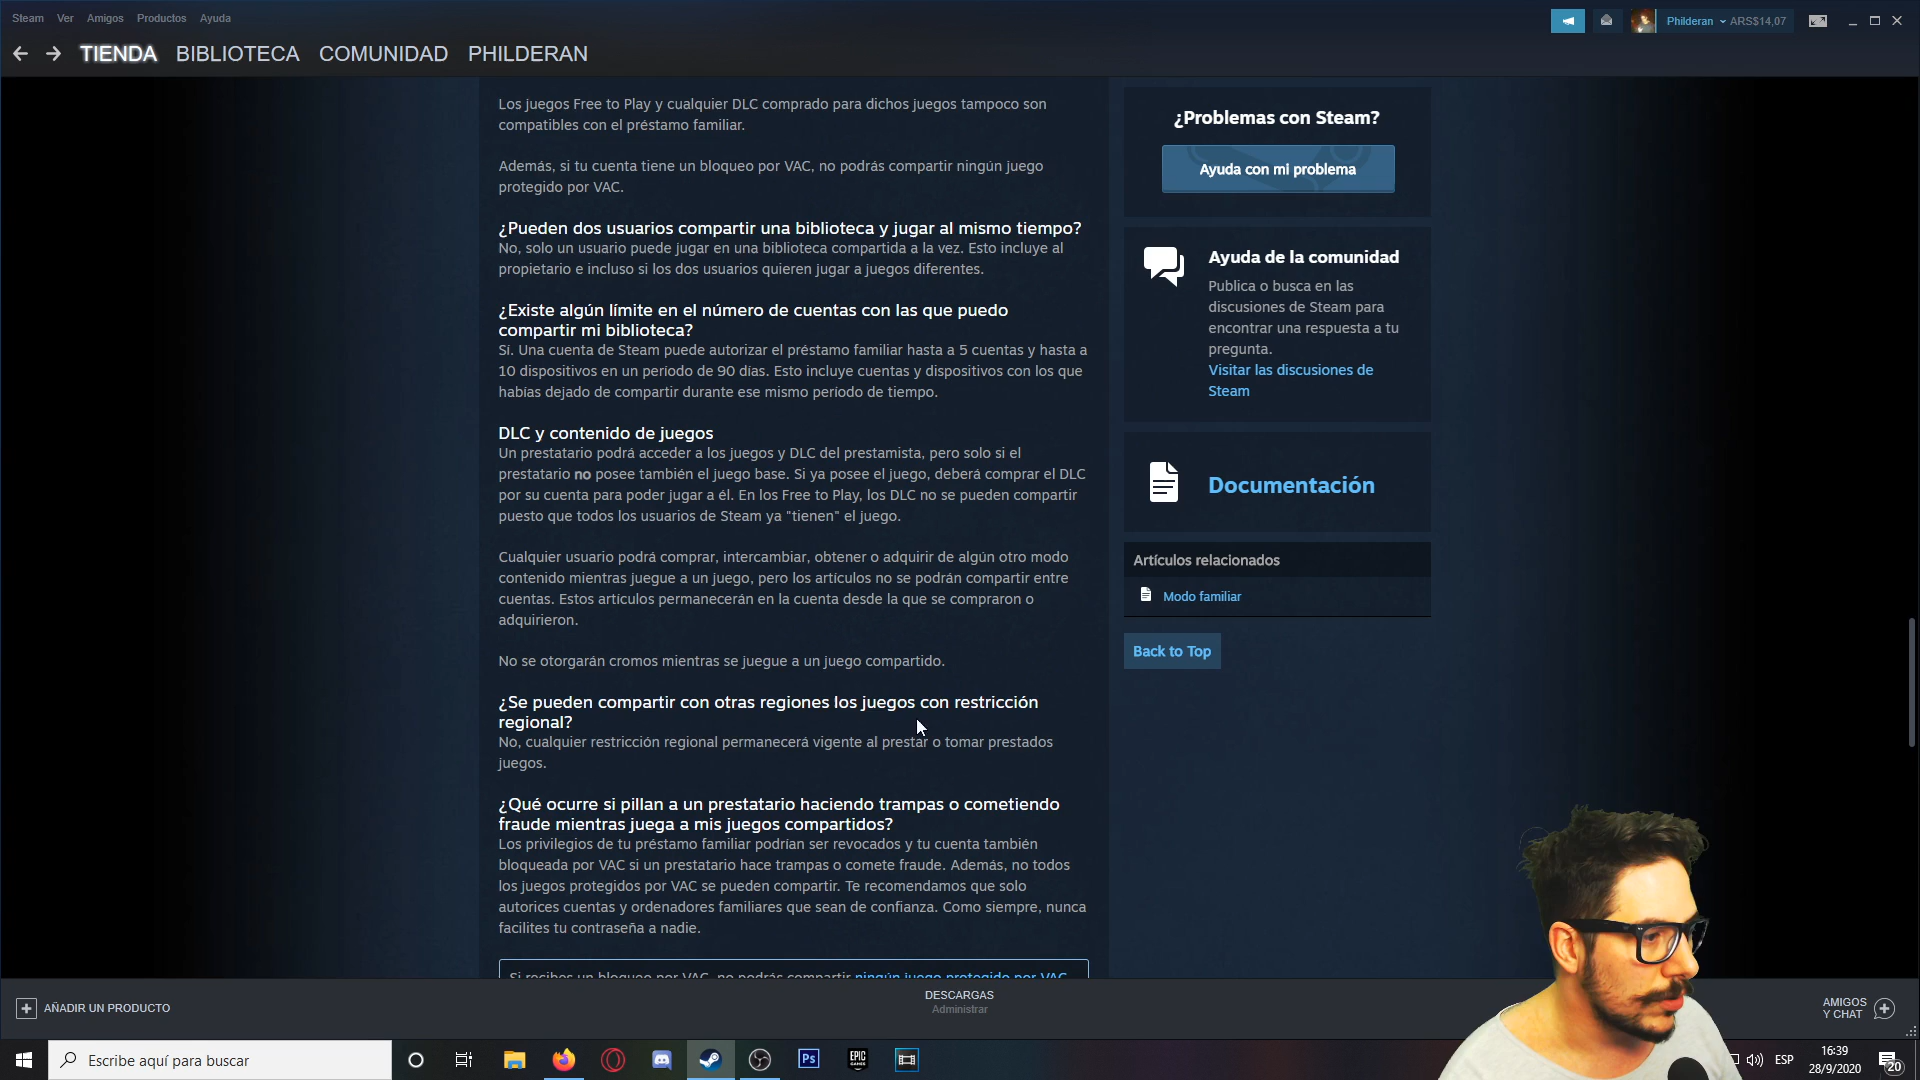 Steam Ver Amigos Productos Ayuda
Philderan ARS$14,07
TIENDA BIBLIOTECA COMUNIDAD PHILDERAN
Los juegos Free to Play y cualquier DLC comprado para dichos juegos tampoco son
compatibles con el préstamo familiar.
Además, si tu cuenta tiene un bloqueo por VAC, no podrás compartir ningún juego
protegido por VAC.
¿Pueden dos usuarios compartir una biblioteca y jugar al mismo tiempo?
No, solo un usuario puede jugar en una biblioteca compartida a la vez. Esto incluye al
propietario e incluso si los dos usuarios quieren jugar a juegos diferentes.
¿Existe algún límite en el número de cuentas con las que puedo
compartir mi biblioteca?
Sí. Una cuenta de Steam puede autorizar el préstamo familiar hasta a 5 cuentas y hasta a
10 dispositivos en un periodo de 90 días. Esto incluye cuentas y dispositivos con los que
habías dejado de compartir durante ese mismo período de tiempo.
DLC y contenido de juegos
Un prestatario podrá acceder a los juegos y DLC del prestamista, pero solo si el
prestatario no posee también el juego base. Si ya posee el juego, deberá comprar el DLC
por su cuenta para poder jugar a él. En los Free to Play, los DLC no se pueden compartir
puesto que todos los usuarios de Steam ya "tienen" el juego.
Cualquier usuario podrá comprar, intercambiar, obtener o adquirir de algún otro modo
contenido mientras juegue a un juego, pero los artículos no se podrán compartir entre
cuentas. Estos artículos permanecerán en la cuenta desde la que se compraron o
adquirieron.
No se otorgarán cromos mientras se juegue a un juego compartido.
¿Se pueden compartir con otras regiones los juegos con restricción
regional?
No, cualquier restricción regional permanecerá vigente al prestar o tomar prestados
juegos.
¿Qué ocurre si pillan a un prestatario haciendo trampas o cometiendo
fraude mientras juega a mis juegos compartidos?
Los privilegios de tu préstamo familiar podrían ser revocados y tu cuenta también
bloqueada por VAC si un prestatario hace trampas o comete fraude. Además, no todos
los juegos protegidos por VAC se pueden compartir. Te recomendamos que solo
autorices cuentas y ordenadores familiares que sean de confianza. Como siempre, nunca
facilites tu contraseña a nadie.
Si recibes un bloqueo por VAC, no podrás compartir ningún juego protegido por VAC
¿Problemas con Steam?
Ayuda con mi problema
Ayuda de la comunidad
Publica o busca en las
discusiones de Steam para
encontrar una respuesta a tu
pregunta.
Visitar las discusiones de
Steam
Documentación
Artículos relacionados
Modo familiar
Back to Top
AÑADIR UN PRODUCTO
DESCARGAS
Administrar
AMIGOS
Y CHAT
Escribe aquí para buscar
Ps
EPIC
GAMES
ESP
16:39
28/9/2020
20